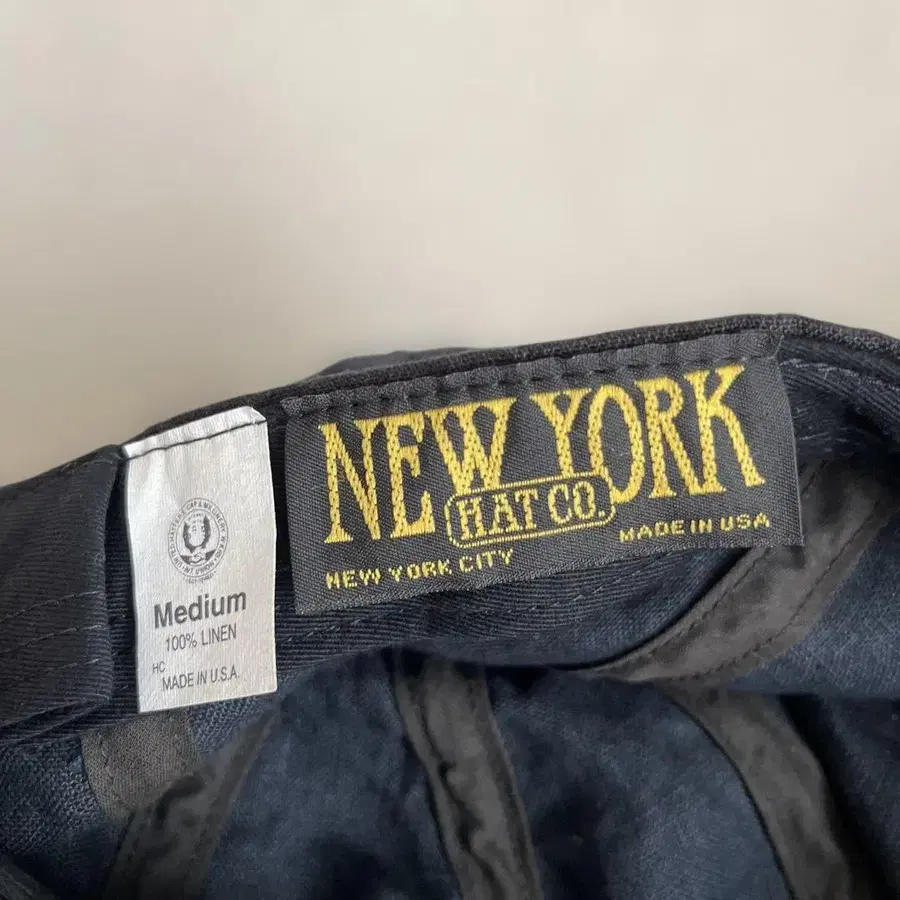 Medium
100% LINEN
HC
MADE IN U.S.A.
NEW YORK
HAT CO.
NEW YORK CITY
MADE IN USA